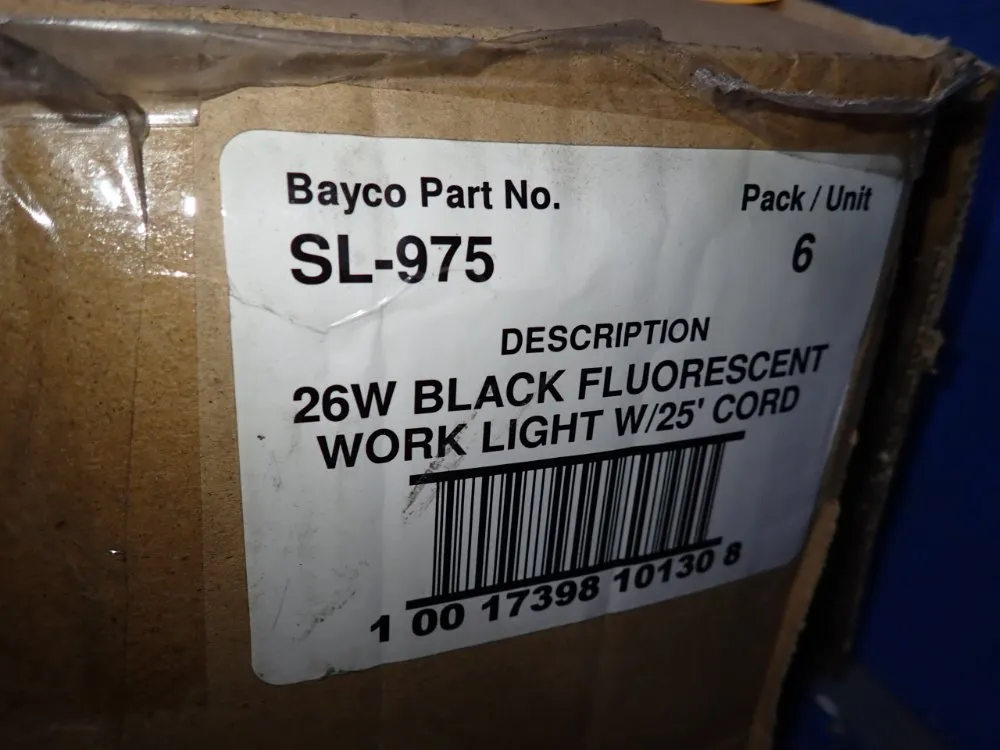 Bayco Part No.
Pack / Unit
SL-975
6
DESCRIPTION
26W BLACK FLUORESCENT
WORK LIGHT W/25' CORD
1 00 17398 10130 8